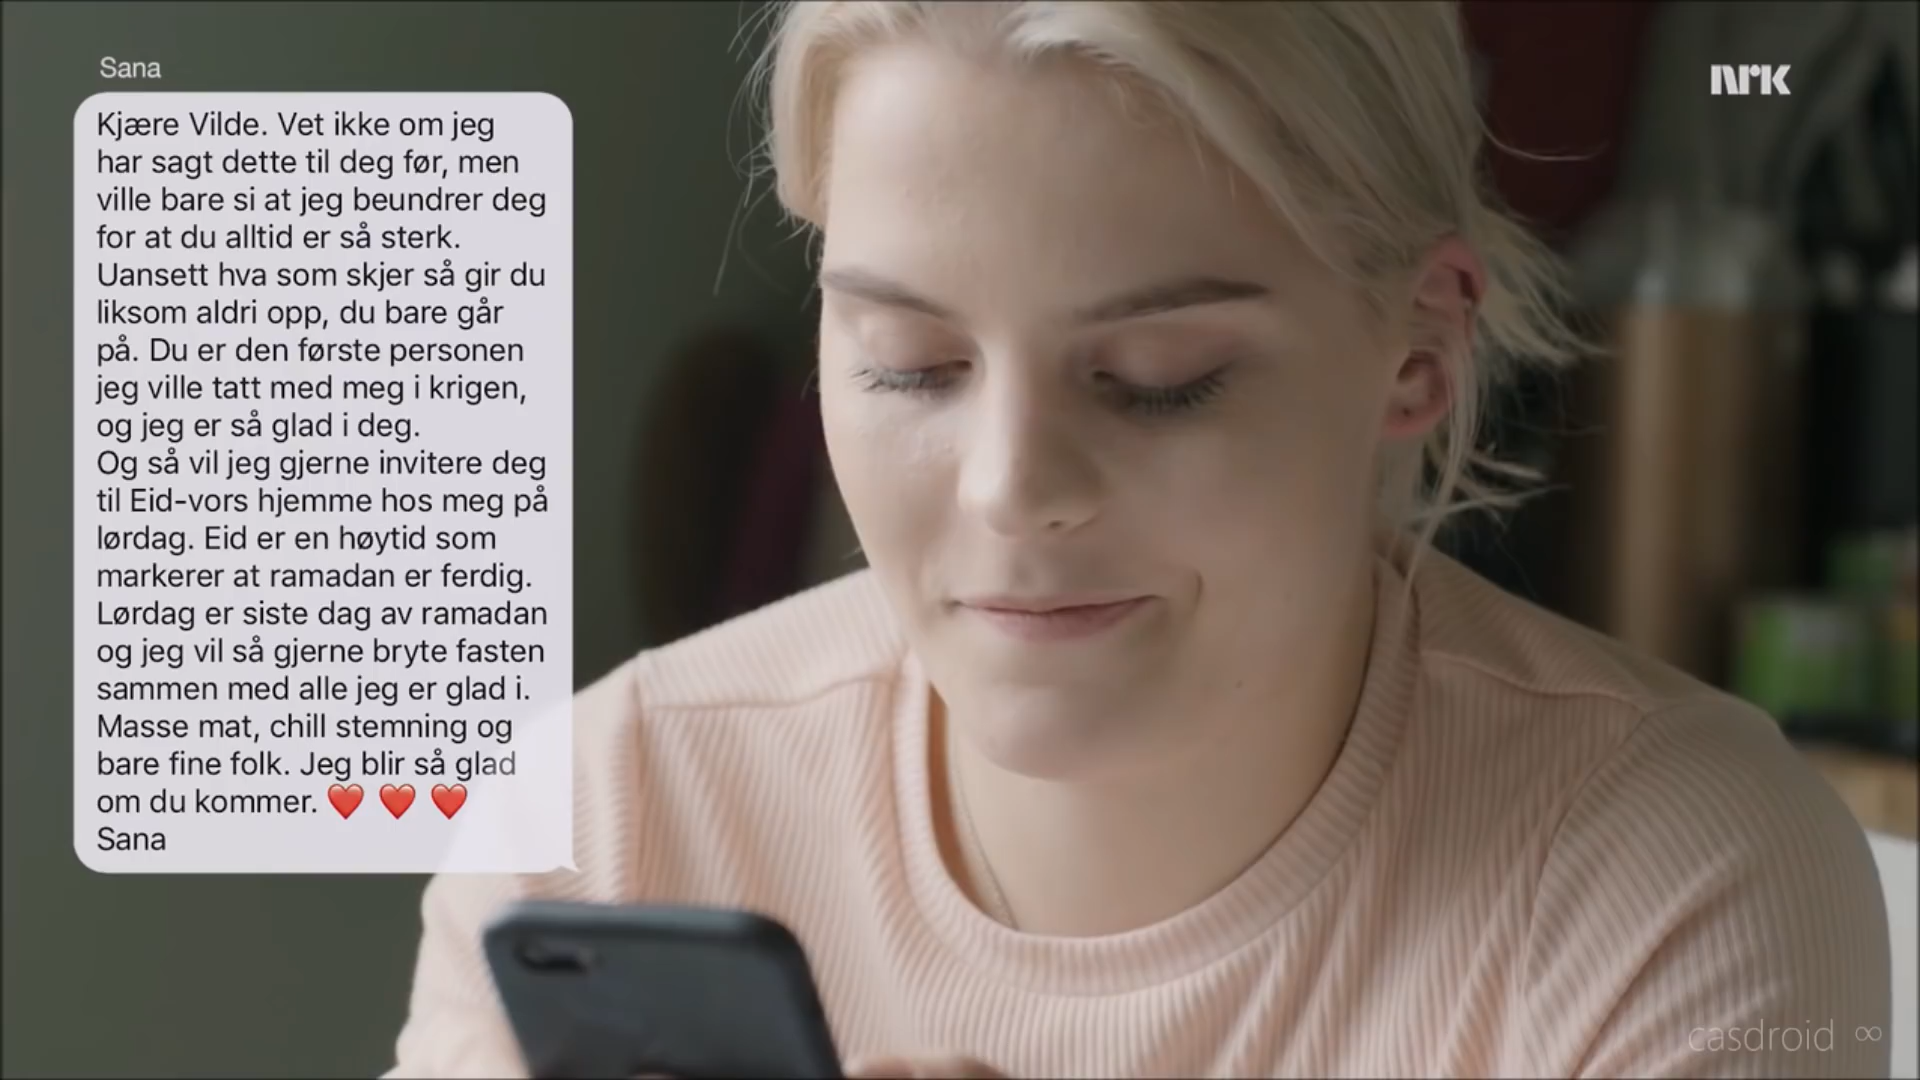 Sana
Kjære Vilde. Vet ikke om jeg
har sagt dette til deg før, men
ville bare si at jeg beundrer deg
for at du alltid er så sterk.
Uansett hva som skjer så gir du
liksom aldri opp, du bare går
på. Du er den første personen
jeg ville tatt med meg i krigen,
og jeg er så glad i deg.
Og så vil jeg gjerne invitere deg
til Eid-vors hjemme hos meg på
lørdag. Eid er en høytid som
markerer at ramadan er ferdig.
Lørdag er siste dag av ramadan
og jeg vil så gjerne bryte fasten
sammen med alle jeg er glad i.
Masse mat, chill stemning og
bare fine folk. Jeg blir så glad
om du kommer. ❤️ ❤️ ❤️
Sana
NRK
casdroid ∞